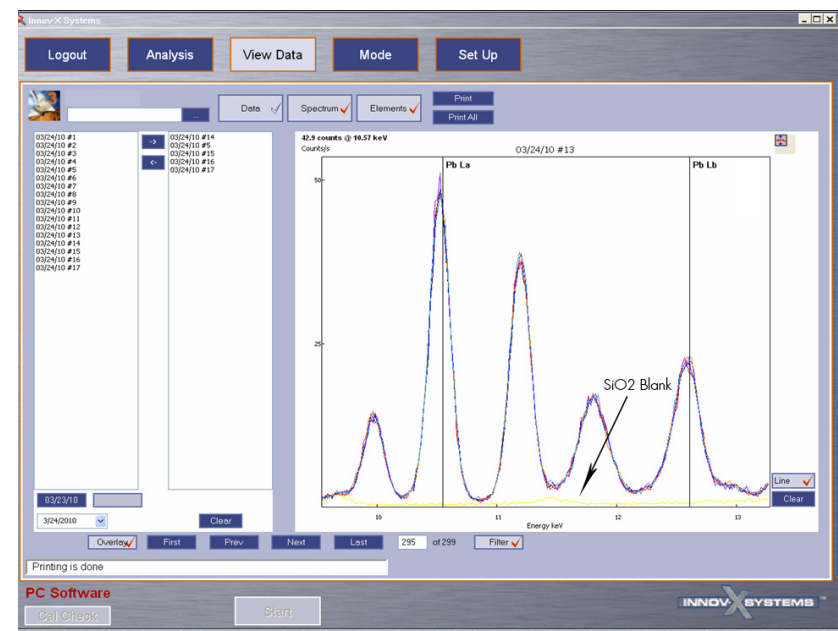 Innov-X Systems
Logout
Analysis
View Data
Mode
Set Up
...
Data
Spectrum
Elements
Print
Print All
03/24/10 #1
03/24/10 #2
03/24/10 #3
03/24/10 #4
03/24/10 #5
03/24/10 #6
03/24/10 #7
03/24/10 #8
03/24/10 #9
03/24/10 #10
03/24/10 #11
03/24/10 #12
03/24/10 #13
03/24/10 #14
03/24/10 #15
03/24/10 #16
03/24/10 #17
->
<-
03/24/10 #14
03/24/10 #5
03/24/10 #15
03/24/10 #16
03/24/10 #17
42.9 counts @ 10.57 keV
Counts/s
03/24/10 #13
Pb La
Pb Lb
50
25
SiO2 Blank
10
11
12
13
Energy keV
Line
Clear
03/23/10
3/24/2010
Clear
Overlay
First
Prev
Next
Last
295
of 299
Filter
Printing is done
PC Software
Cal Check
Start
INNOV-X SYSTEMS